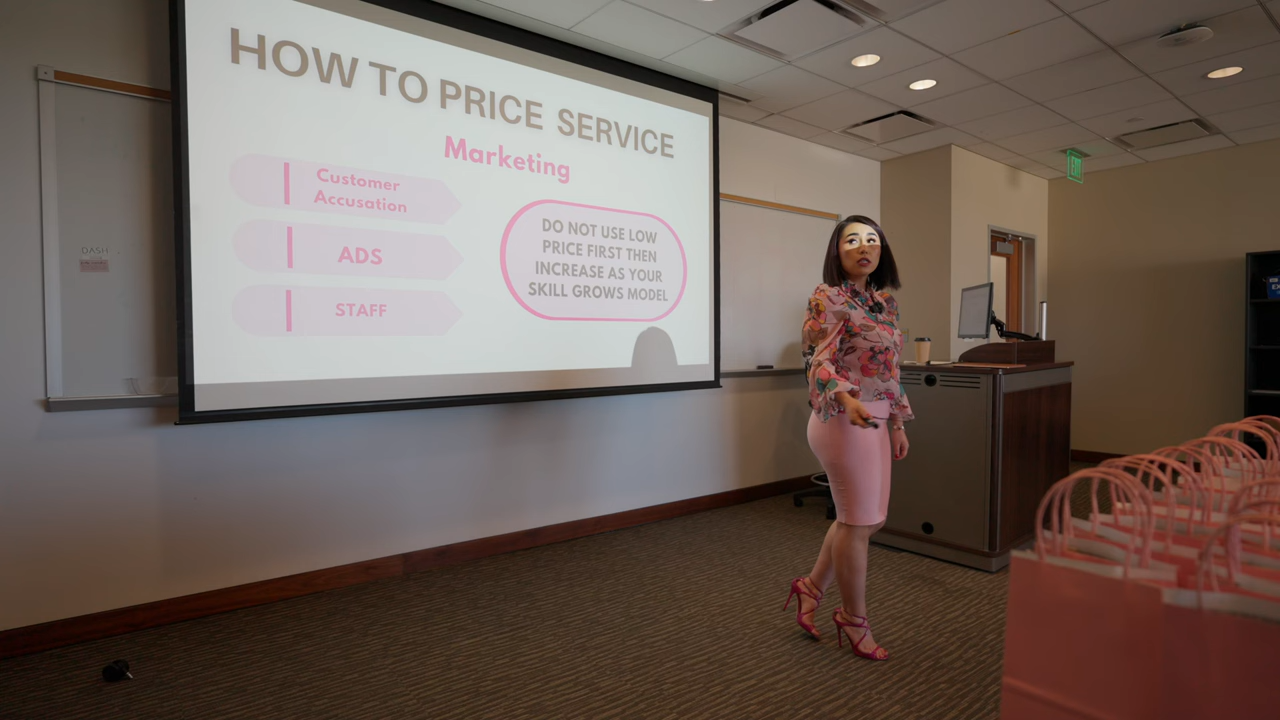 HOW TO PRICE SERVICE
Marketing
Customer
Accusation
ADS
STAFF
DO NOT USE LOW
PRICE FIRST THEN
INCREASE AS YOUR
SKILL GROWS MODEL
DASH
EXIT